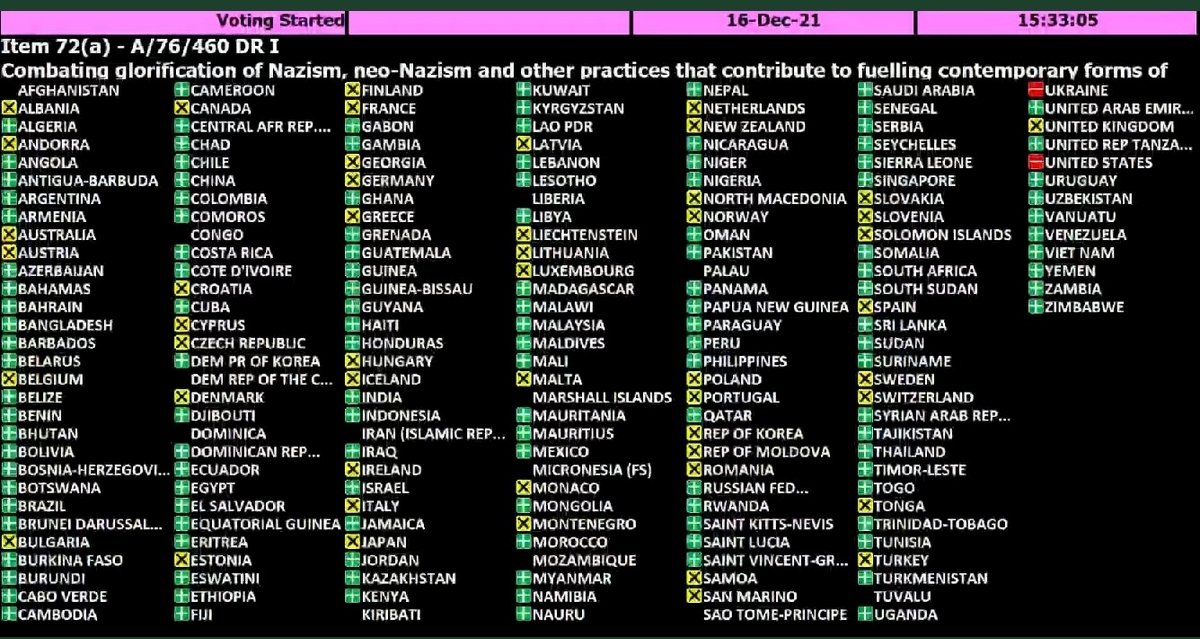 Voting Started 16-Dec-21 15:33:05
Item 72(a) - A/76/460 DR I
Combating glorification of Nazism, neo-Nazism and other practices that contribute to fuelling contemporary forms of
AFGHANISTAN
ALBANIA
ALGERIA
ANDORRA
ANGOLA
ANTIGUA-BARBUDA
ARGENTINA
ARMENIA
AUSTRALIA
AUSTRIA
AZERBAIJAN
BAHAMAS
BAHRAIN
BANGLADESH
BARBADOS
BELARUS
BELGIUM
BELIZE
BENIN
BHUTAN
BOLIVIA
BOSNIA-HERZEGOVI...
BOTSWANA
BRAZIL
BRUNEI DARUSSAL...
BULGARIA
BURKINA FASO
BURUNDI
CABO VERDE
CAMBODIA
CAMEROON
CANADA
CENTRAL AFR REP....
CHAD
CHILE
CHINA
COLOMBIA
COMOROS
CONGO
COSTA RICA
COTE D'IVOIRE
CROATIA
CUBA
CYPRUS
CZECH REPUBLIC
DEM PR OF KOREA
DEM REP OF THE C...
DENMARK
DJIBOUTI
DOMINICA
DOMINICAN REP...
ECUADOR
EGYPT
EL SALVADOR
EQUATORIAL GUINEA
ERITREA
ESTONIA
ESWATINI
ETHIOPIA
FIJI
FINLAND
FRANCE
GABON
GAMBIA
GEORGIA
GERMANY
GHANA
GREECE
GRENADA
GUATEMALA
GUINEA
GUINEA-BISSAU
GUYANA
HAITI
HONDURAS
HUNGARY
ICELAND
INDIA
INDONESIA
IRAN (ISLAMIC REP...
IRAQ
IRELAND
ISRAEL
ITALY
JAMAICA
JAPAN
JORDAN
KAZAKHSTAN
KENYA
KIRIBATI
KUWAIT
KYRGYZSTAN
LAO PDR
LATVIA
LEBANON
LESOTHO
LIBERIA
LIBYA
LIECHTENSTEIN
LITHUANIA
LUXEMBOURG
MADAGASCAR
MALAWI
MALAYSIA
MALDIVES
MALI
MALTA
MARSHALL ISLANDS
MAURITANIA
MAURITIUS
MEXICO
MICRONESIA (FS)
MONACO
MONGOLIA
MONTENEGRO
MOROCCO
MOZAMBIQUE
MYANMAR
NAMIBIA
NAURU
NEPAL
NETHERLANDS
NEW ZEALAND
NICARAGUA
NIGER
NIGERIA
NORTH MACEDONIA
NORWAY
OMAN
PAKISTAN
PALAU
PANAMA
PAPUA NEW GUINEA
PARAGUAY
PERU
PHILIPPINES
POLAND
PORTUGAL
QATAR
REP OF KOREA
REP OF MOLDOVA
ROMANIA
RUSSIAN FED...
RWANDA
SAINT KITTS-NEVIS
SAINT LUCIA
SAINT VINCENT-GR...
SAMOA
SAN MARINO
SAO TOME-PRINCIPE
SAUDI ARABIA
SENEGAL
SERBIA
SEYCHELLES
SIERRA LEONE
SINGAPORE
SLOVAKIA
SLOVENIA
SOLOMON ISLANDS
SOMALIA
SOUTH AFRICA
SOUTH SUDAN
SPAIN
SRI LANKA
SUDAN
SURINAME
SWEDEN
SWITZERLAND
SYRIAN ARAB REP...
TAJIKISTAN
THAILAND
TIMOR-LESTE
TOGO
TONGA
TRINIDAD-TOBAGO
TUNISIA
TURKEY
TURKMENISTAN
TUVALU
UGANDA
UKRAINE
UNITED ARAB EMIR...
UNITED KINGDOM
UNITED REP TANZA...
UNITED STATES
URUGUAY
UZBEKISTAN
VANUATU
VENEZUELA
VIET NAM
YEMEN
ZAMBIA
ZIMBABWE